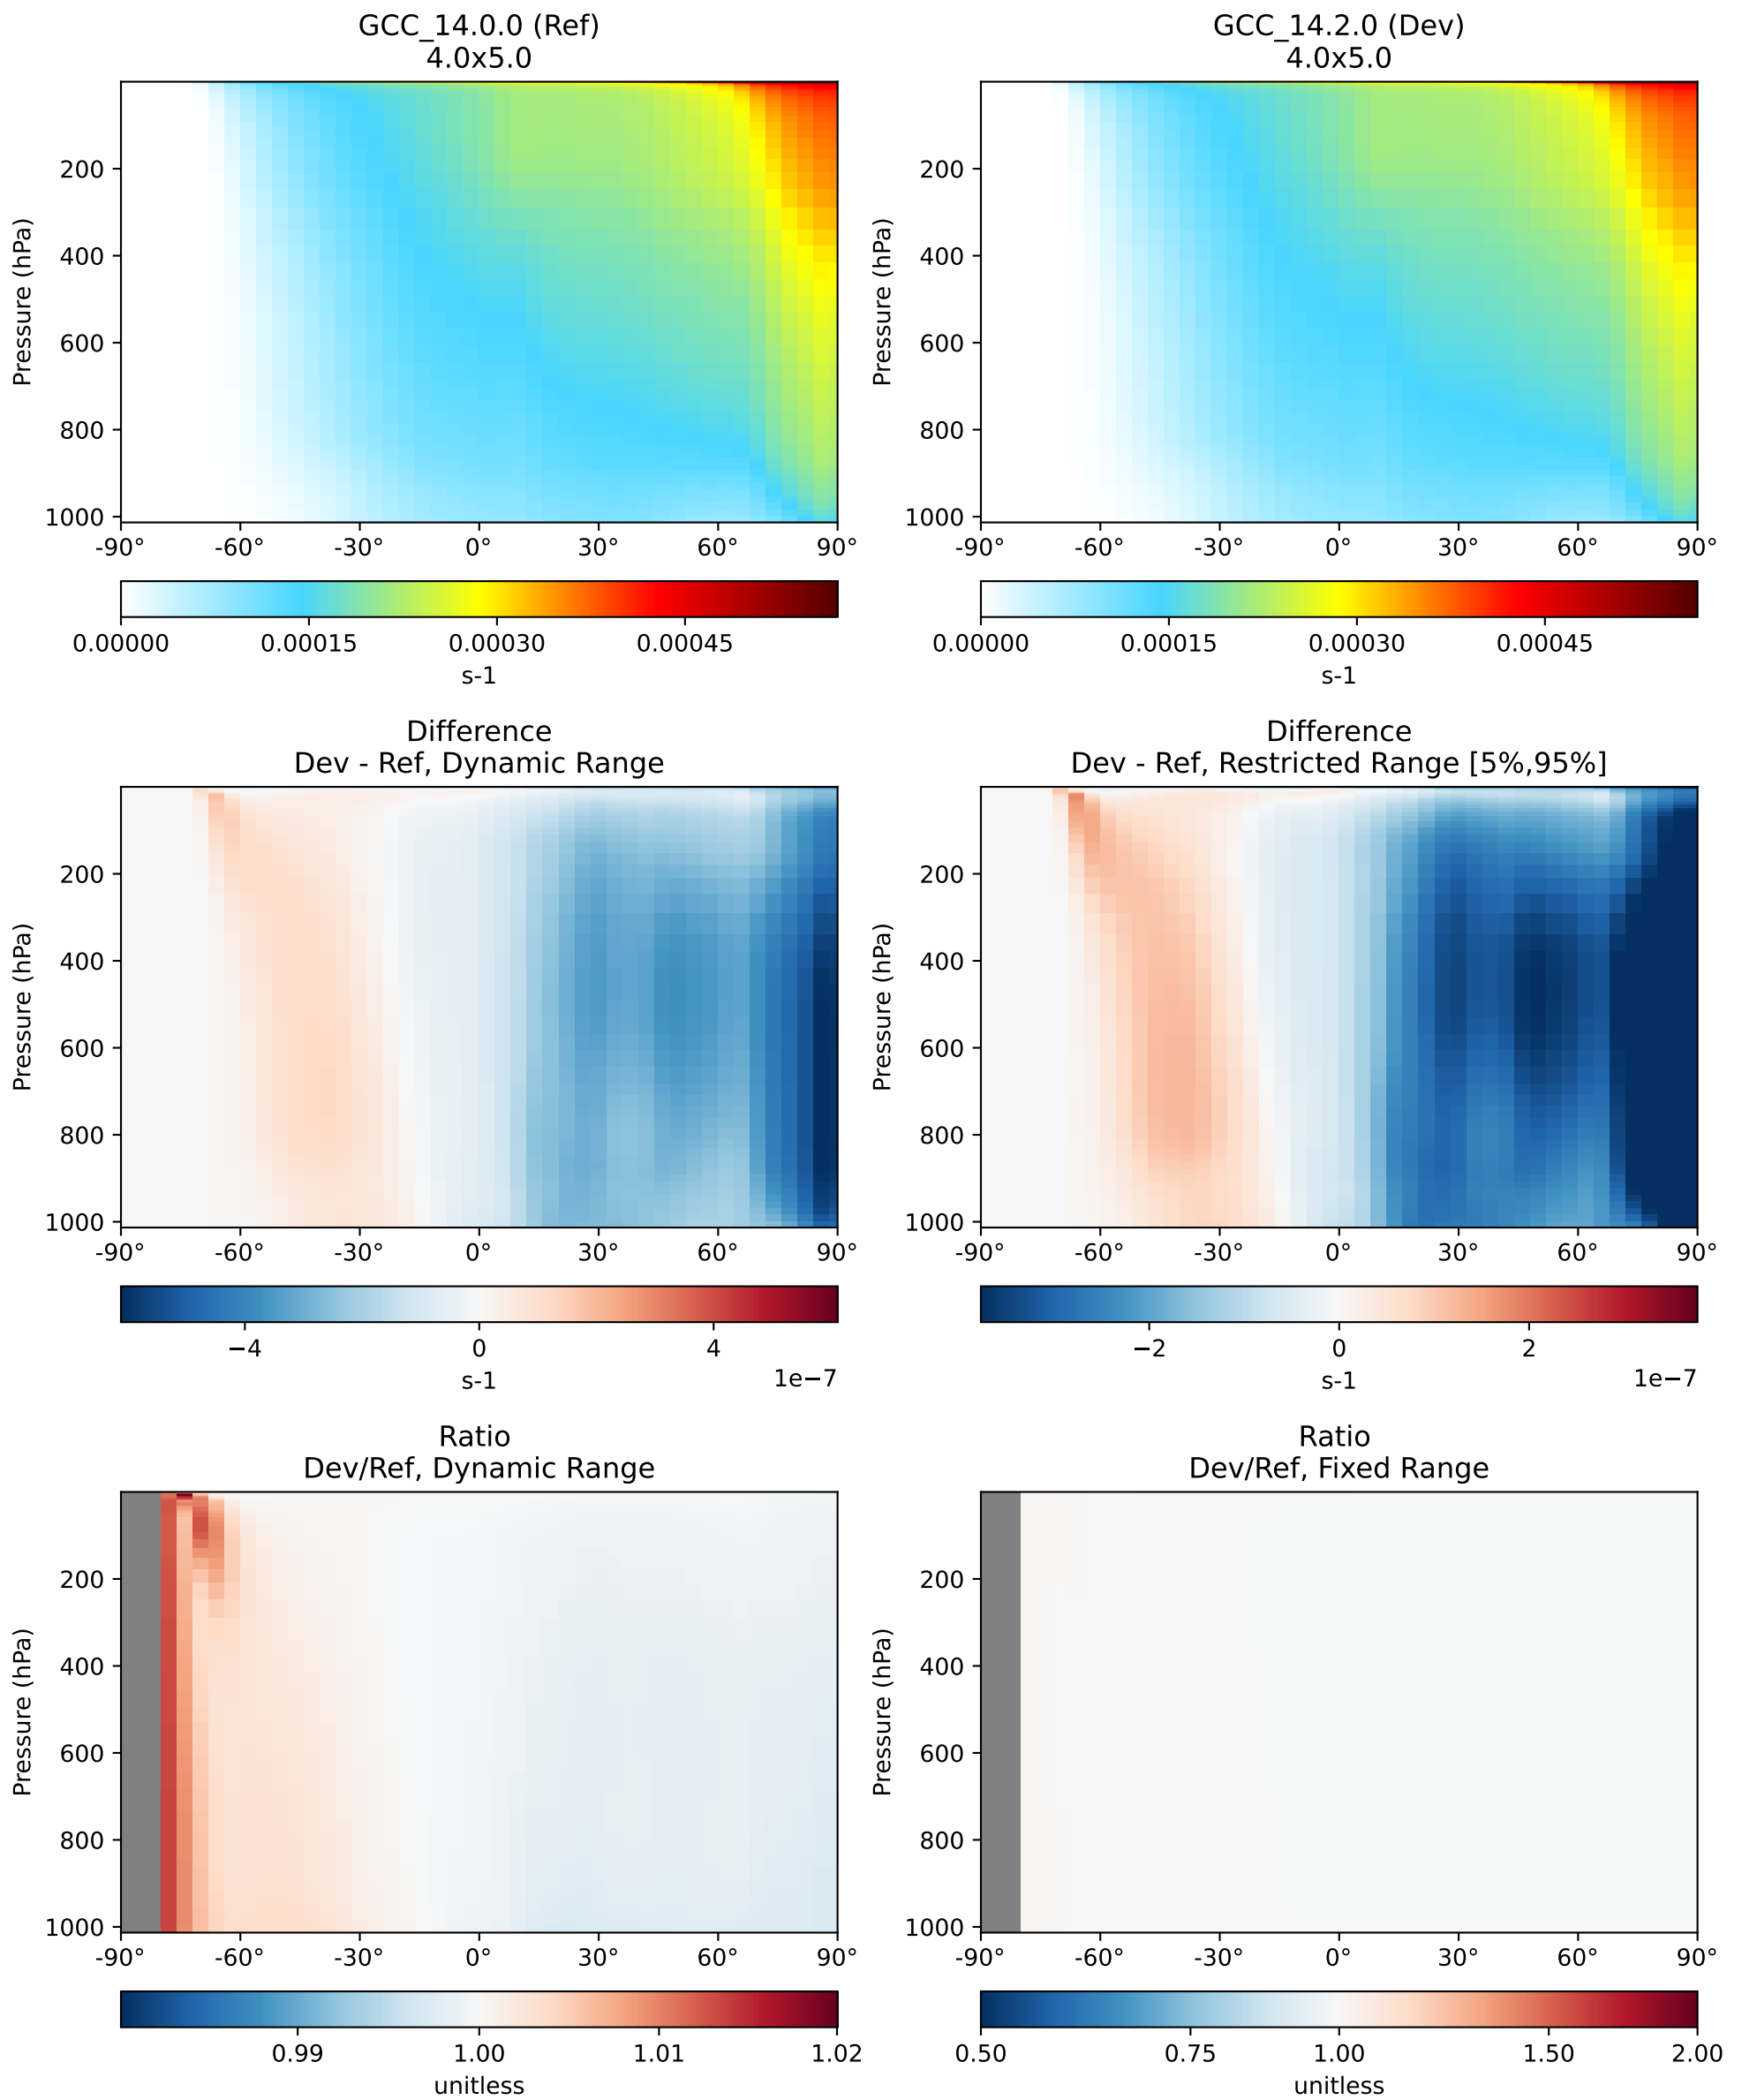 GCC_14.0.0 (Ref)
4.0x5.0
Pressure (hPa)
200
400
600
800
1000
-90° -60° -30° 0° 30° 60° 90°
0.00000 0.00015 0.00030 0.00045
s-1
GCC_14.2.0 (Dev)
4.0x5.0
Pressure (hPa)
200
400
600
800
1000
-90° -60° -30° 0° 30° 60° 90°
0.00000 0.00015 0.00030 0.00045
s-1
Difference
Dev - Ref, Dynamic Range
Pressure (hPa)
200
400
600
800
1000
-90° -60° -30° 0° 30° 60° 90°
−4 0 4
s-1 1e−7
Difference
Dev - Ref, Restricted Range [5%,95%]
Pressure (hPa)
200
400
600
800
1000
-90° -60° -30° 0° 30° 60° 90°
−2 0 2
s-1 1e−7
Ratio
Dev/Ref, Dynamic Range
Pressure (hPa)
200
400
600
800
1000
-90° -60° -30° 0° 30° 60° 90°
0.99 1.00 1.01 1.02
unitless
Ratio
Dev/Ref, Fixed Range
Pressure (hPa)
200
400
600
800
1000
-90° -60° -30° 0° 30° 60° 90°
0.50 0.75 1.00 1.50 2.00
unitless